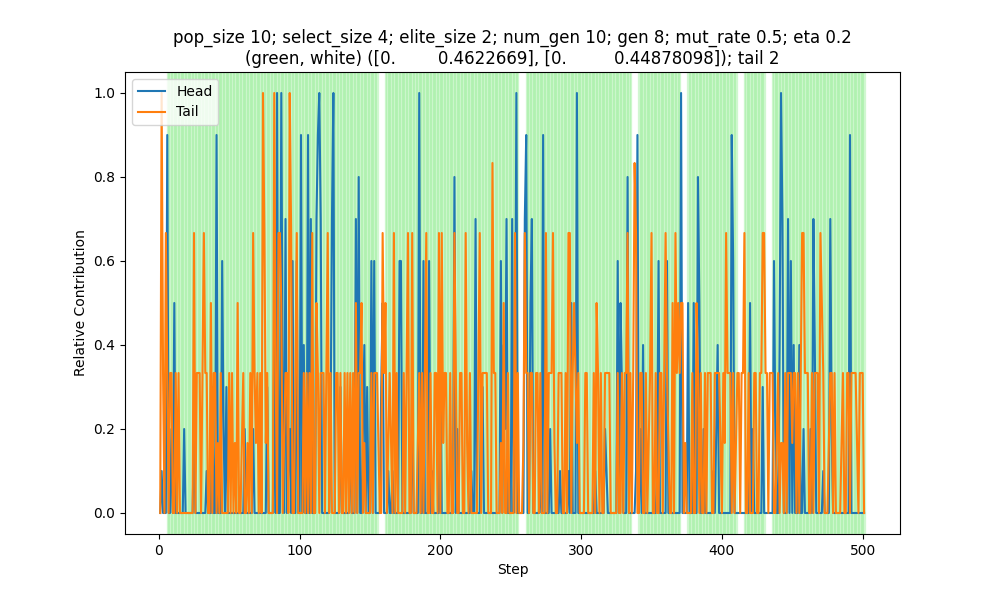 pop_size 10; select_size 4; elite_size 2; num_gen 10; gen 8; mut_rate 0.5; eta 0.2
(green, white) ([0. 0.4622669], [0. 0.44878098]); tail 2
Head
Tail
Relative Contribution
1.0
0.8
0.6
0.4
0.2
0.0
0 100 200 300 400 500
Step